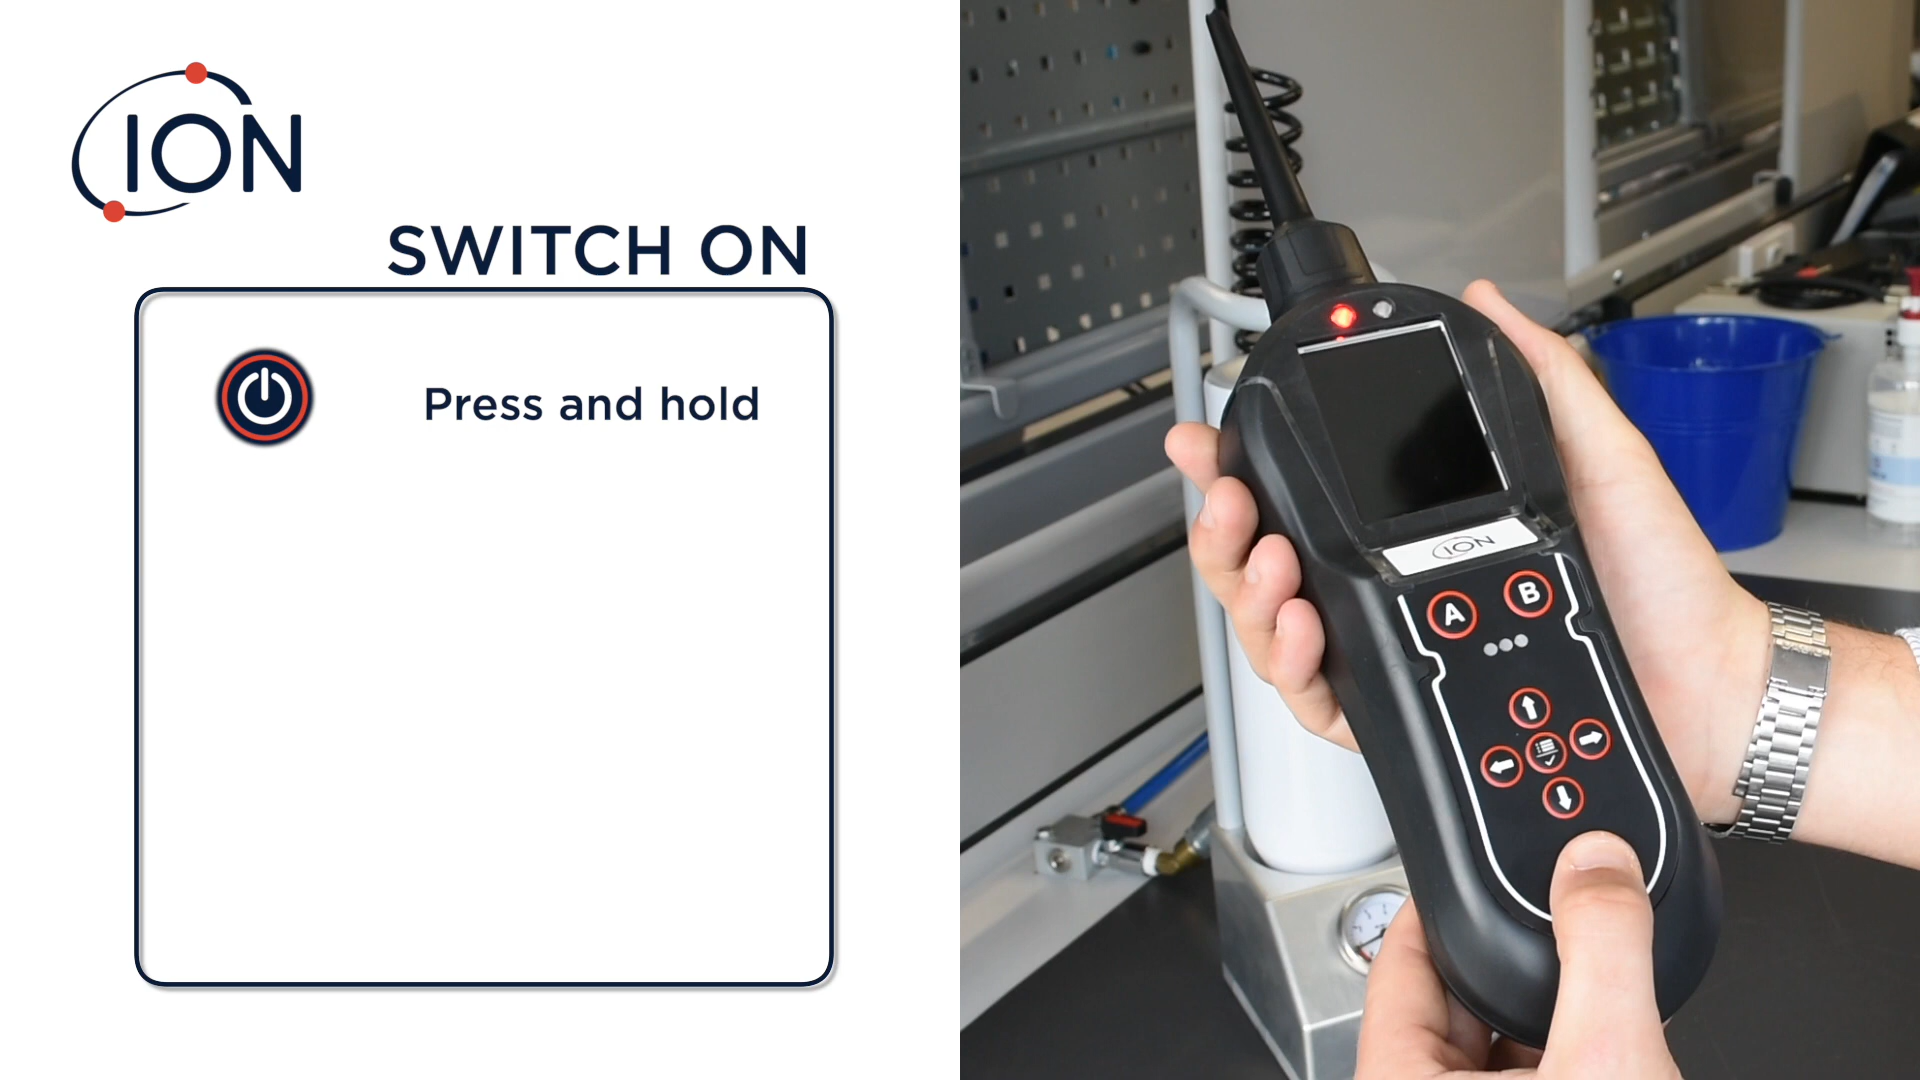 ION
SWITCH ON
Press and hold
ION
A
B